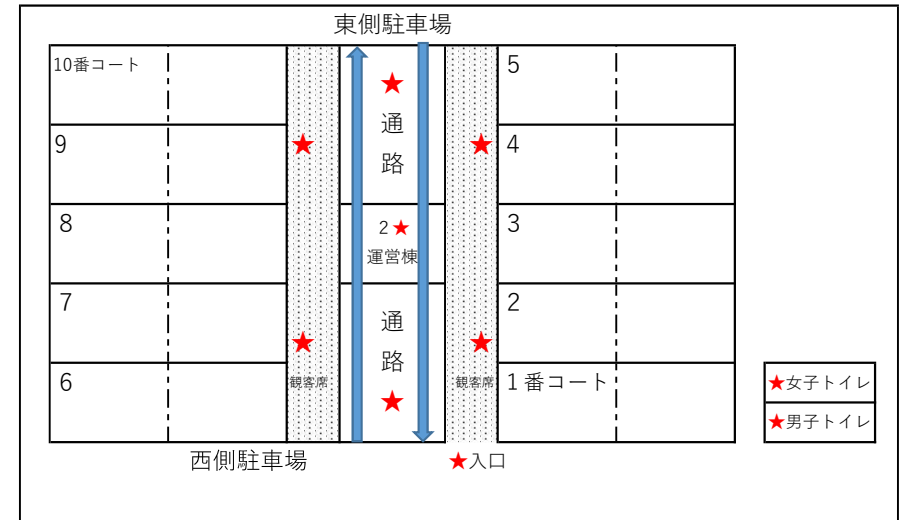 東側駐車場
10番コート
5
通
路
9
★
★
4
8
2★
運営棟
3
7
通
路
2
6
観客席
観客席
1番コート
★女子トイレ
★男子トイレ
西側駐車場
★入口